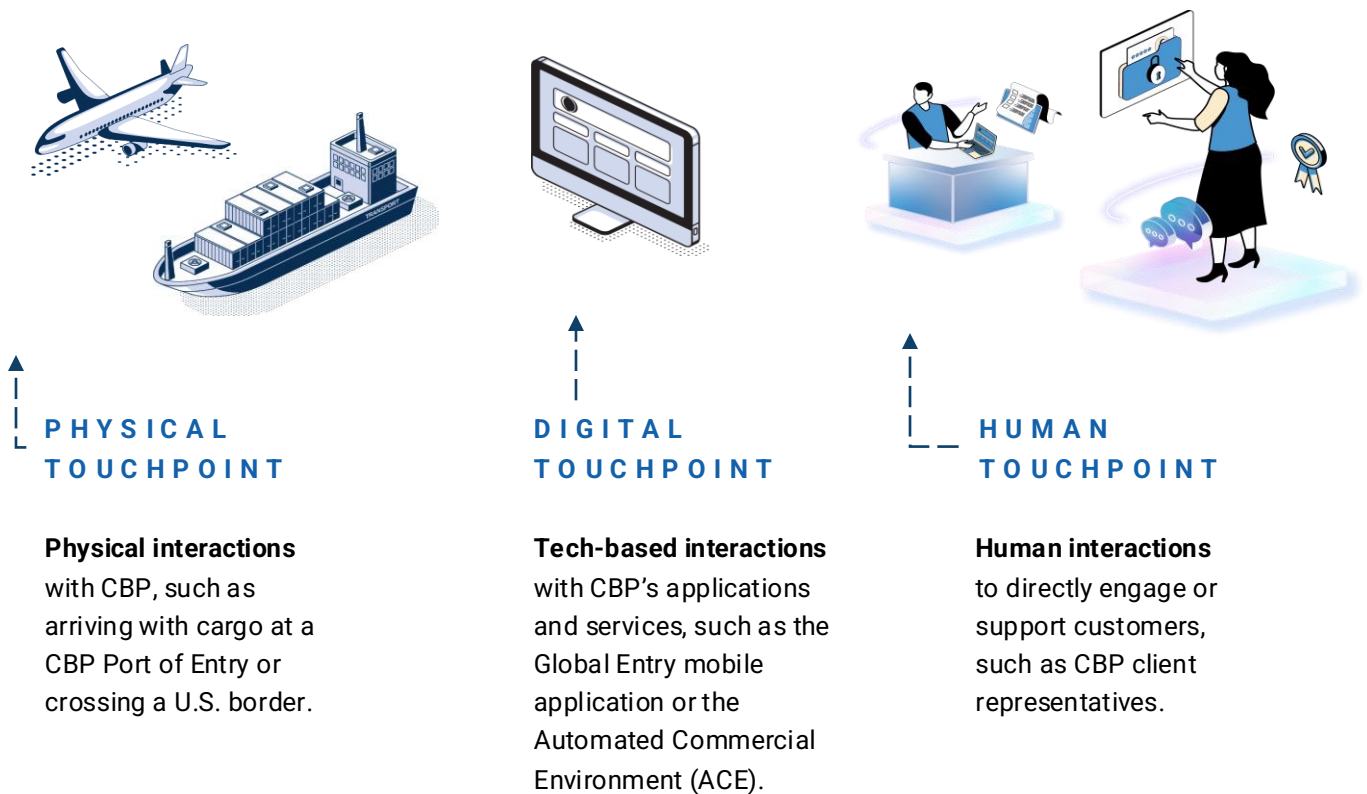 TRANSPORT
PHYSICAL
TOUCHPOINT
Physical interactions
with CBP, such as
arriving with cargo at a
CBP Port of Entry or
crossing a U.S. border.
DIGITAL
TOUCHPOINT
Tech-based interactions
with CBP’s applications
and services, such as the
Global Entry mobile
application or the
Automated Commercial
Environment (ACE).
HUMAN
TOUCHPOINT
Human interactions
to directly engage or
support customers,
such as CBP client
representatives.